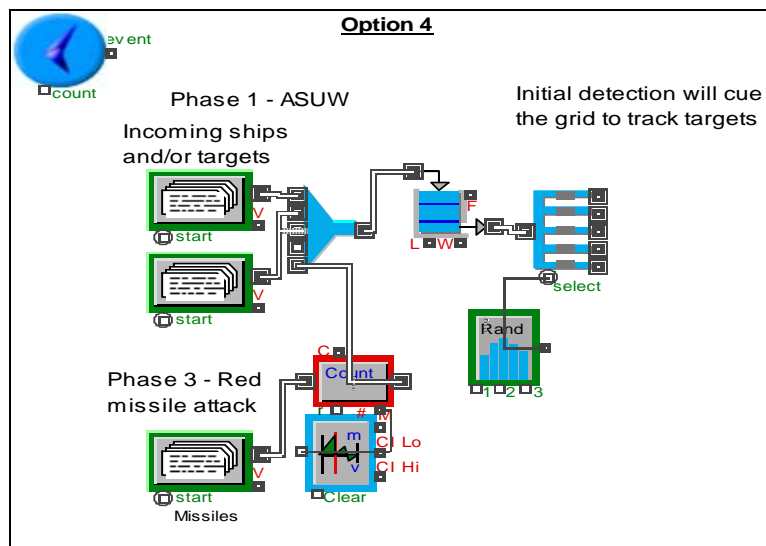 Option 4
event
count
Phase 1 - ASUW
Incoming ships
and/or targets
Initial detection will cue
the grid to track targets
V
start
V
start
F
L W
select
Rand
1 2 3
Phase 3 - Red
missile attack
C
Count
r # M
m
CI Lo
v
CI Hi
Clear
V
start
Missiles